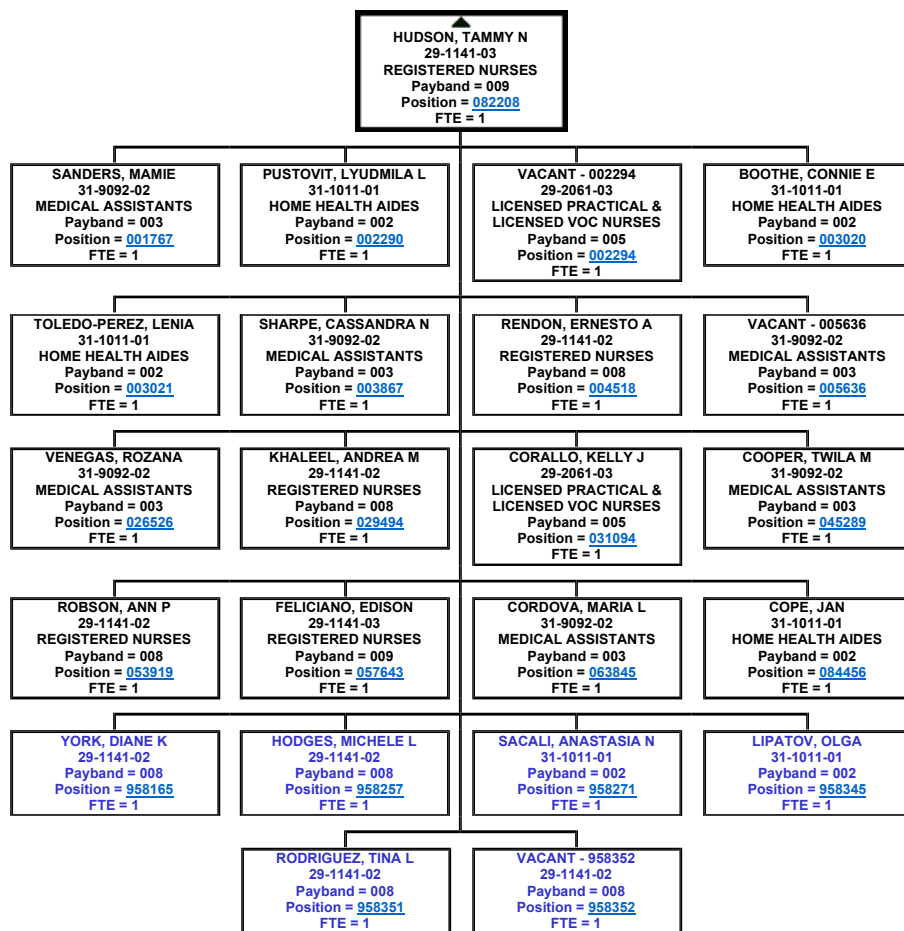 HUDSON, TAMMY N
29-1141-03
REGISTERED NURSES
Payband = 009
Position = 082208
FTE = 1
SANDERS, MAMIE
31-9092-02
MEDICAL ASSISTANTS
Payband = 003
Position = 001767
FTE = 1
PUSTOVIT, LYUDMILA L
31-1011-01
HOME HEALTH AIDES
Payband = 002
Position = 002290
FTE = 1
VACANT - 002294
29-2061-03
LICENSED PRACTICAL &
LICENSED VOC NURSES
Payband = 005
Position = 002294
FTE = 1
BOOTHE, CONNIE E
31-1011-01
HOME HEALTH AIDES
Payband = 002
Position = 003020
FTE = 1
TOLEDO-PEREZ, LENIA
31-1011-01
HOME HEALTH AIDES
Payband = 002
Position = 003021
FTE = 1
SHARPE, CASSANDRA N
31-9092-02
MEDICAL ASSISTANTS
Payband = 003
Position = 003867
FTE = 1
RENDON, ERNESTO A
29-1141-02
REGISTERED NURSES
Payband = 008
Position = 004518
FTE = 1
VACANT - 005636
31-9092-02
MEDICAL ASSISTANTS
Payband = 003
Position = 005636
FTE = 1
VENEGAS, ROZANA
31-9092-02
MEDICAL ASSISTANTS
Payband = 003
Position = 026526
FTE = 1
KHALEEL, ANDREA M
29-1141-02
REGISTERED NURSES
Payband = 008
Position = 029494
FTE = 1
CORALLO, KELLY J
29-2061-03
LICENSED PRACTICAL &
LICENSED VOC NURSES
Payband = 005
Position = 031094
FTE = 1
COOPER, TWILA M
31-9092-02
MEDICAL ASSISTANTS
Payband = 003
Position = 045289
FTE = 1
ROBSON, ANN P
29-1141-02
REGISTERED NURSES
Payband = 008
Position = 053919
FTE = 1
FELICIANO, EDISON
29-1141-03
REGISTERED NURSES
Payband = 009
Position = 057643
FTE = 1
CORDOVA, MARIA L
31-9092-02
MEDICAL ASSISTANTS
Payband = 003
Position = 063845
FTE = 1
COPE, JAN
31-1011-01
HOME HEALTH AIDES
Payband = 002
Position = 084456
FTE = 1
YORK, DIANE K
29-1141-02
Payband = 008
Position = 958165
FTE = 1
HODGES, MICHELE L
29-1141-02
Payband = 008
Position = 958257
FTE = 1
SACALI, ANASTASIA N
31-1011-01
Payband = 002
Position = 958271
FTE = 1
LIPATOV, OLGA
31-1011-01
Payband = 002
Position = 958345
FTE = 1
RODRIGUEZ, TINA L
29-1141-02
Payband = 008
Position = 958351
FTE = 1
VACANT - 958352
29-1141-02
Payband = 008
Position = 958352
FTE = 1